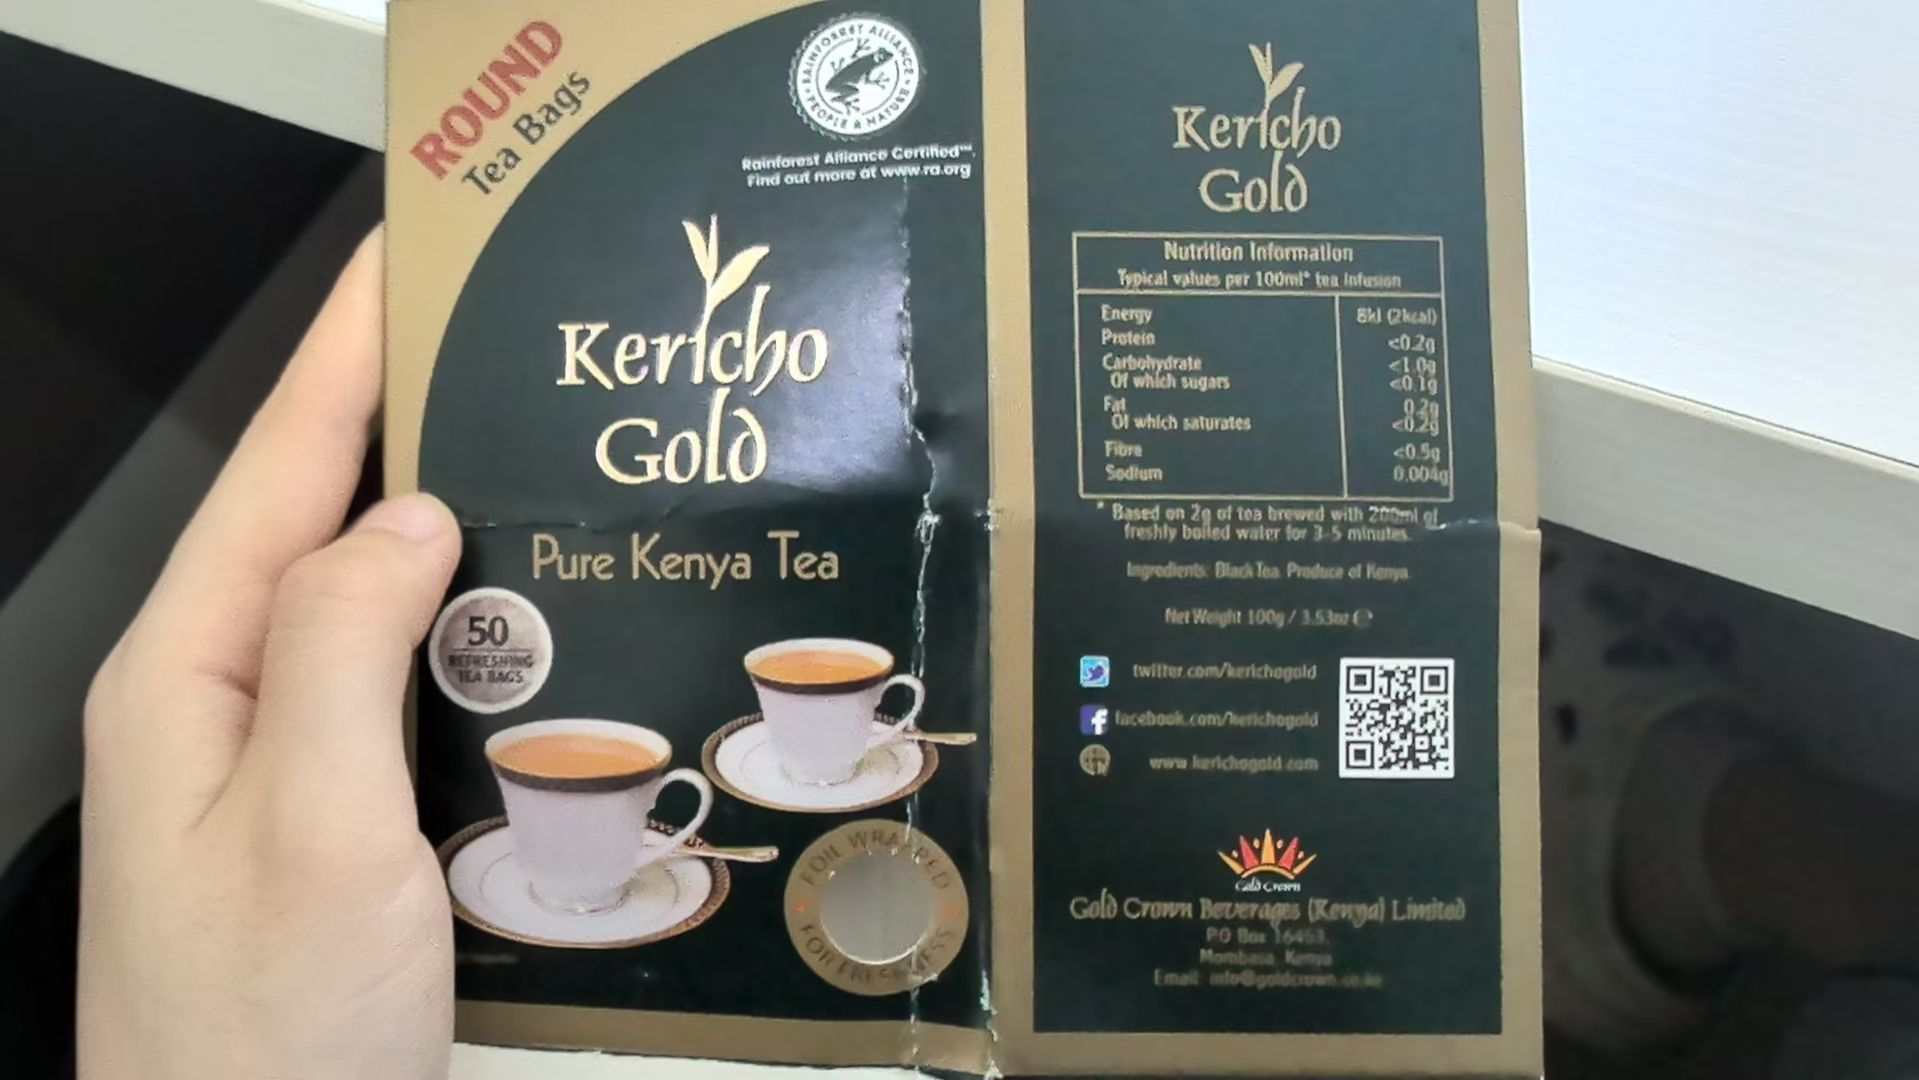 ROUND
Tea Bags
RAINFOREST ALLIANCE
PEOPLE & NATURE
Rainforest Alliance Certified™.
Find out more at www.ra.org
Kericho
Gold
Pure Kenya Tea
50
REFRESHING
TEA BAGS
FOIL WRAPPED
FOR FRESHNESS
Kericho
Gold
Nutrition Information
Typical values per 100ml* tea infusion
Energy 8kJ (2kcal)
Protein <0.2g
Carbohydrate <1.0g
Of which sugars <0.1g
Fat 0.2g
Of which saturates <0.2g
Fibre <0.5g
Sodium 0.004g
* Based on 2g of tea brewed with 200ml of
freshly boiled water for 3-5 minutes.
Ingredients: Black Tea. Produce of Kenya
Net Weight 100g / 3.53oz ℮
twitter.com/kerichogold
facebook.com/kerichogold
www.kerichogold.com
Gold Crown
Gold Crown Beverages (Kenya) Limited
P.O Box
Mombasa, Kenya
Email: info@goldcrown.co.ke